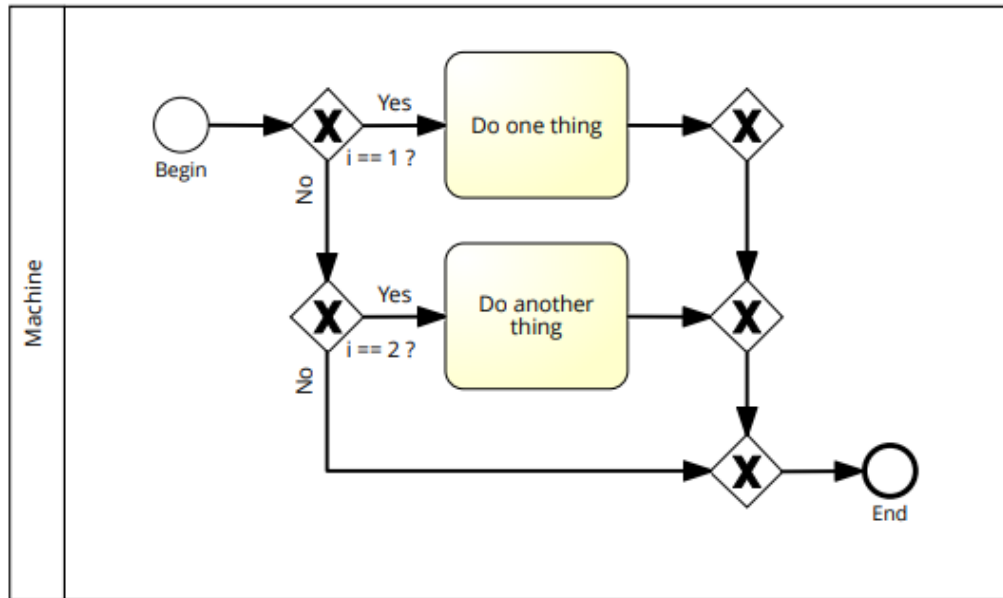 Machine
Begin
Yes
i == 1 ?
No
Do one thing
Yes
i == 2 ?
No
Do another
thing
End